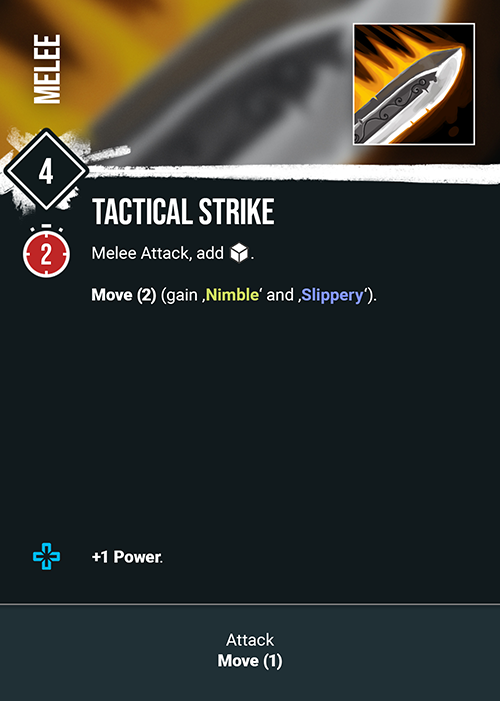 MELEE
4
TACTICAL STRIKE
2
Melee Attack, add .
Move (2) (gain ‚Nimble‘ and ‚Slippery‘).
+1 Power.
Attack
Move (1)